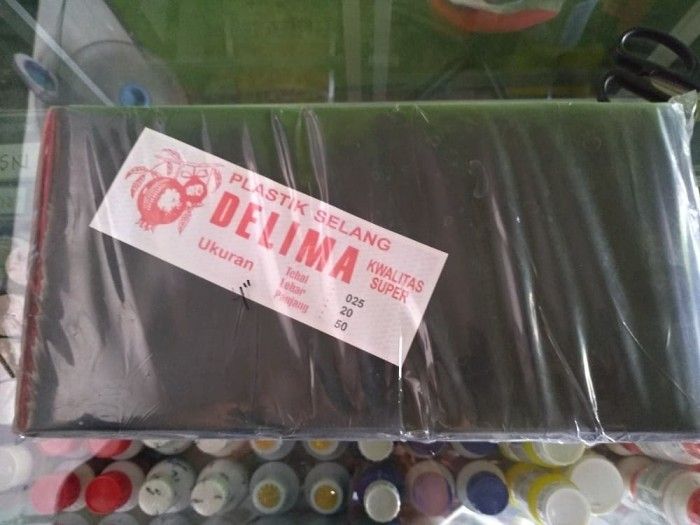 PLASTIK SELANG
DELIMA
KWALITAS
SUPER
Ukuran
Tebal : 025
Lebar : 20
Panjang : 50